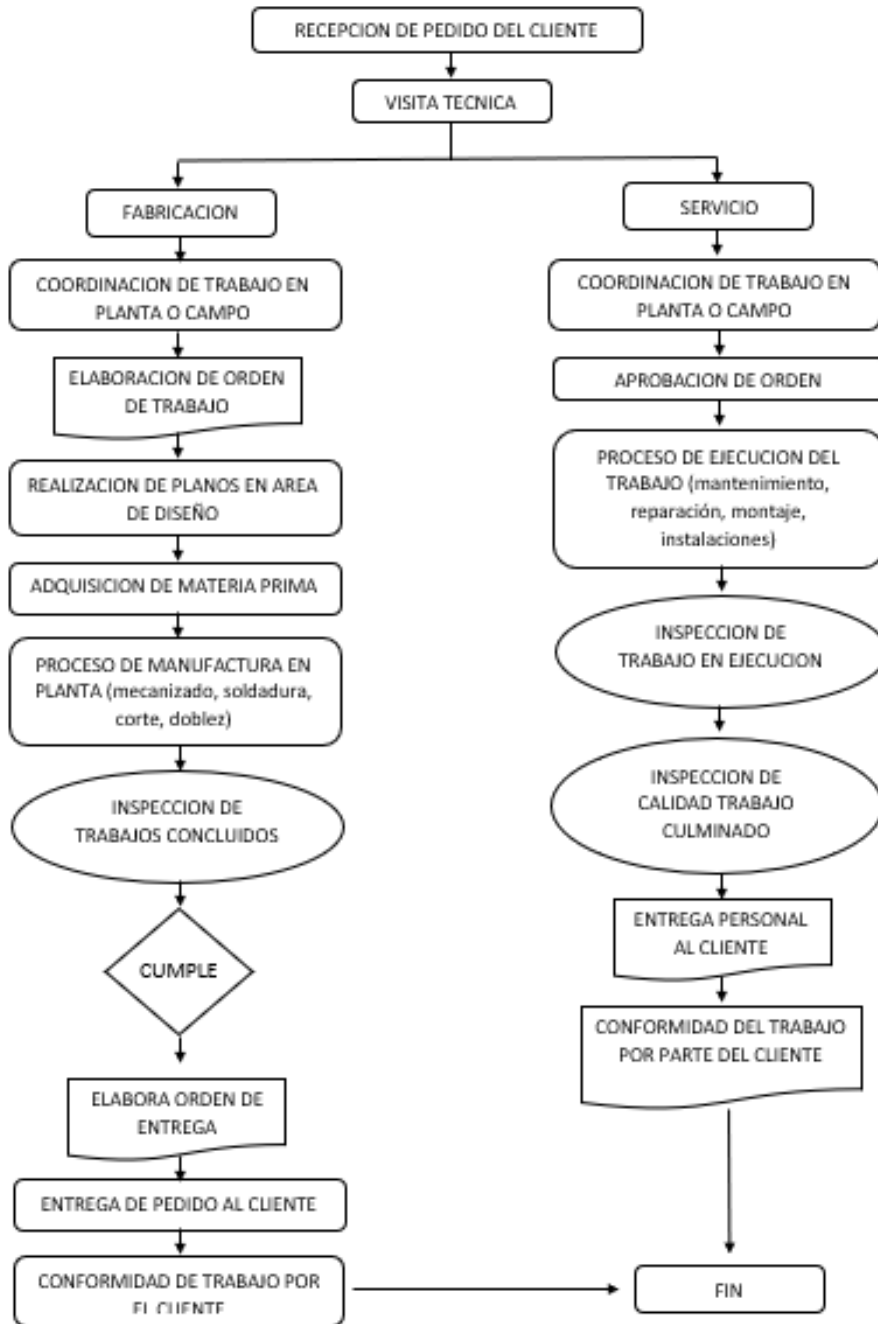 RECEPCION DE PEDIDO DEL CLIENTE
VISITA TECNICA
FABRICACION
COORDINACION DE TRABAJO EN
PLANTA O CAMPO
ELABORACION DE ORDEN
DE TRABAJO
REALIZACION DE PLANOS EN AREA
DE DISEÑO
ADQUISICION DE MATERIA PRIMA
PROCESO DE MANUFACTURA EN
PLANTA (mecanizado, soldadura,
corte, doblez)
INSPECCION DE
TRABAJOS CONCLUIDOS
CUMPLE
ELABORA ORDEN DE
ENTREGA
ENTREGA DE PEDIDO AL CLIENTE
CONFORMIDAD DE TRABAJO POR
EL CLIENTE
SERVICIO
COORDINACION DE TRABAJO EN
PLANTA O CAMPO
APROBACION DE ORDEN
PROCESO DE EJECUCION DEL
TRABAJO (mantenimiento,
reparación, montaje,
instalaciones)
INSPECCION DE
TRABAJO EN EJECUCION
INSPECCION DE
CALIDAD TRABAJO
CULMINADO
ENTREGA PERSONAL
AL CLIENTE
CONFORMIDAD DEL TRABAJO
POR PARTE DEL CLIENTE
FIN